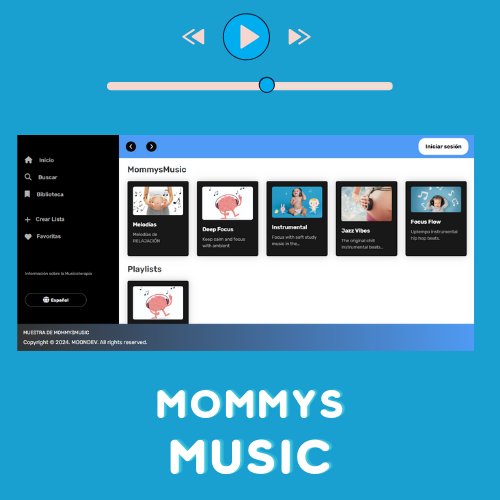 Inicio
Buscar
Biblioteca
Crear Lista
Favoritas
Información sobre la Musicoterapia
Español
Iniciar sesión
MommysMusic
Melodías
Melodías de
RELAJACIÓN
Deep Focus
Keep calm and focus
with ambient
Instrumental
Focus with soft study
music in the...
Jazz Vibes
The original chill
instrumental beats...
Focus Flow
Uptempo instrumental
hip hop beats.
Playlists
MUESTRA DE MOMMYSMUSIC
Copyright © 2024. MOONDEV. All rights reserved.
MOMMYS
MUSIC